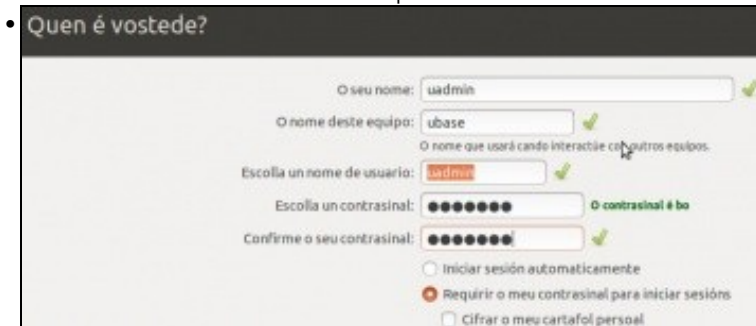 Quen é vostede?
O seu nome: uadmin
O nome deste equipo: ubase
O nome que usará cando interactúe con outros equipos.
Escolla un nome de usuario: uadmin
Escolla un contrasinal: ●●●●●●● O contrasinal é bo
Confirme o seu contrasinal: ●●●●●●●
Iniciar sesión automaticamente
Requirir o meu contrasinal para iniciar sesións
Cifrar o meu cartafol persoal